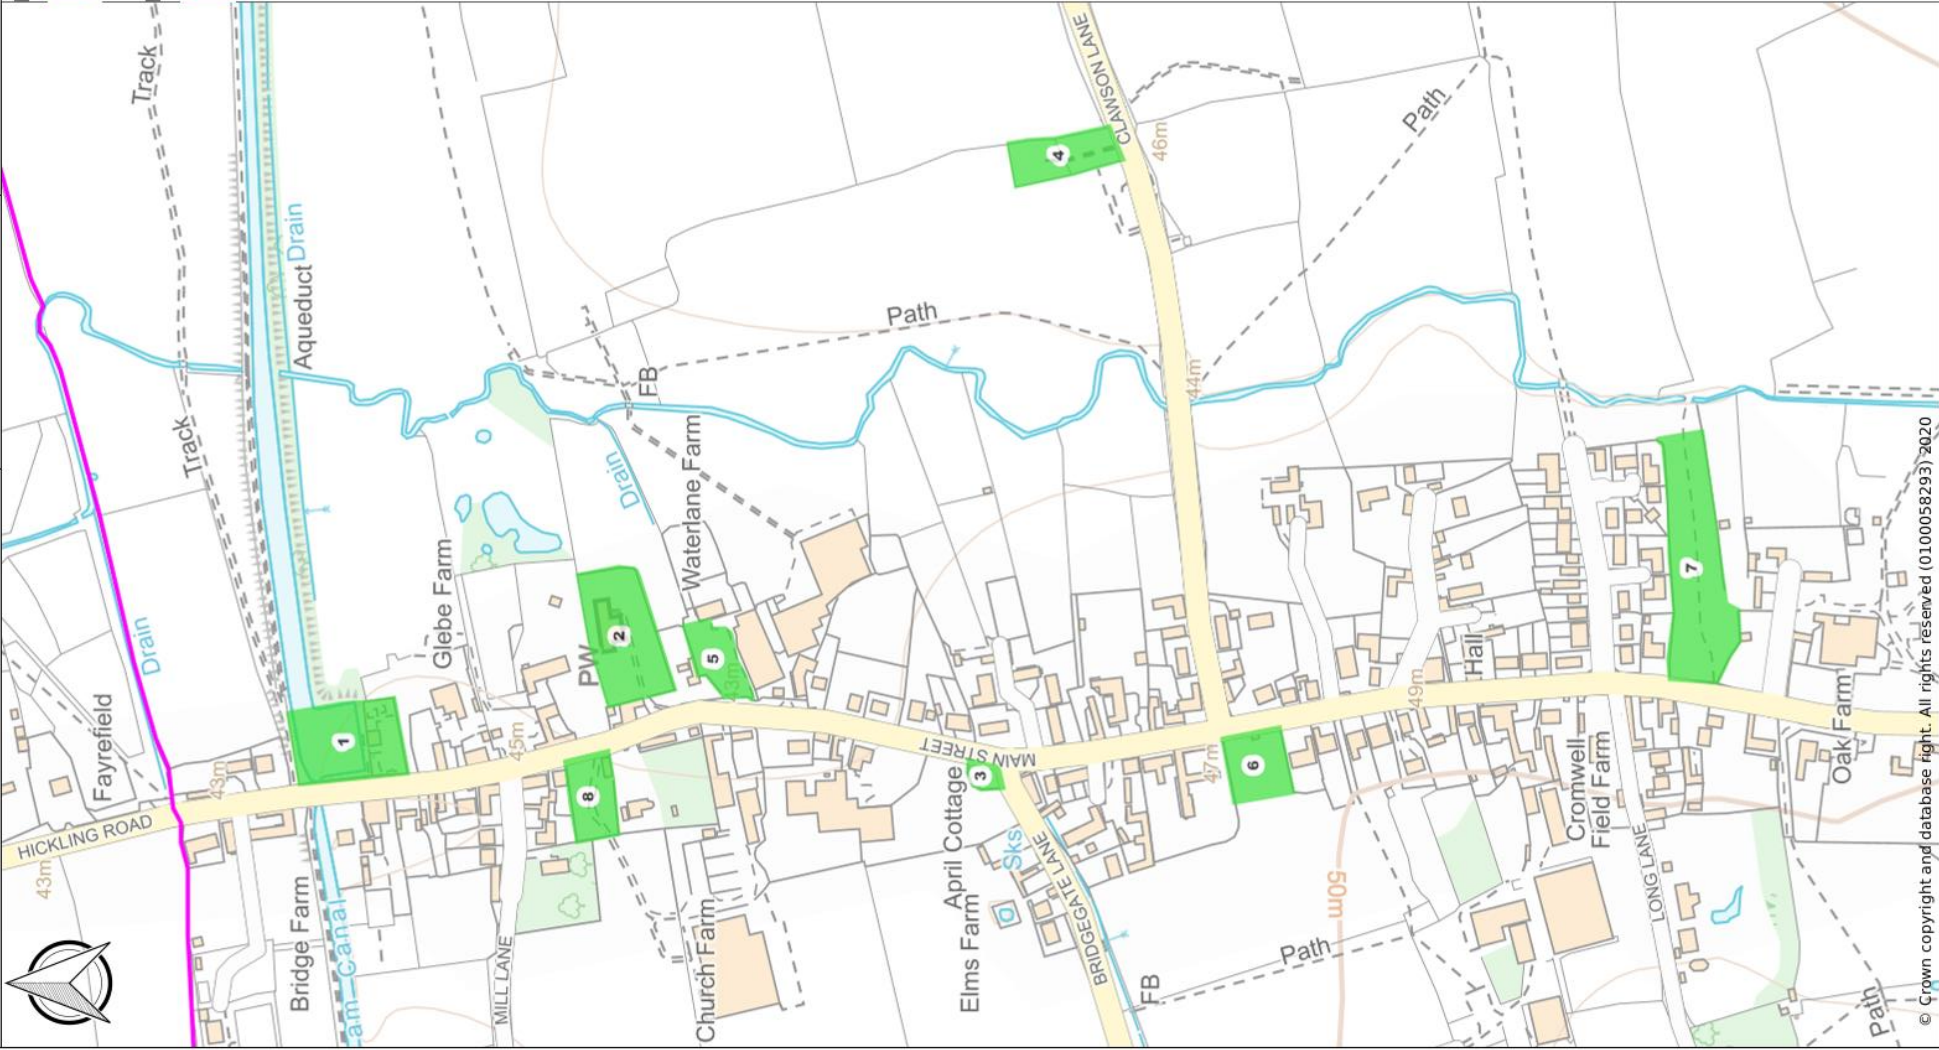 Track
Drain
Aqueduct
Track
Drain
Fayrefield
43m
HICKLING ROAD
43m
Bridge Farm
am Canal
1
Glebe Farm
45m
MILL LANE
PW
2
8
Drain
FB
Waterlane Farm
5
43m
Church Farm
Path
4
CLAWSON LANE
46m
Path
44m
MAIN STREET
3
April Cottage
Elms Farm
Sks
BRIDGEGATE LANE
FB
47m
6
Path
50m
49m
Hall
7
Cromwell
Field Farm
LONG LANE
Oak Farm
Path
© Crown copyright and database right. All rights reserved (0100058293) 2020